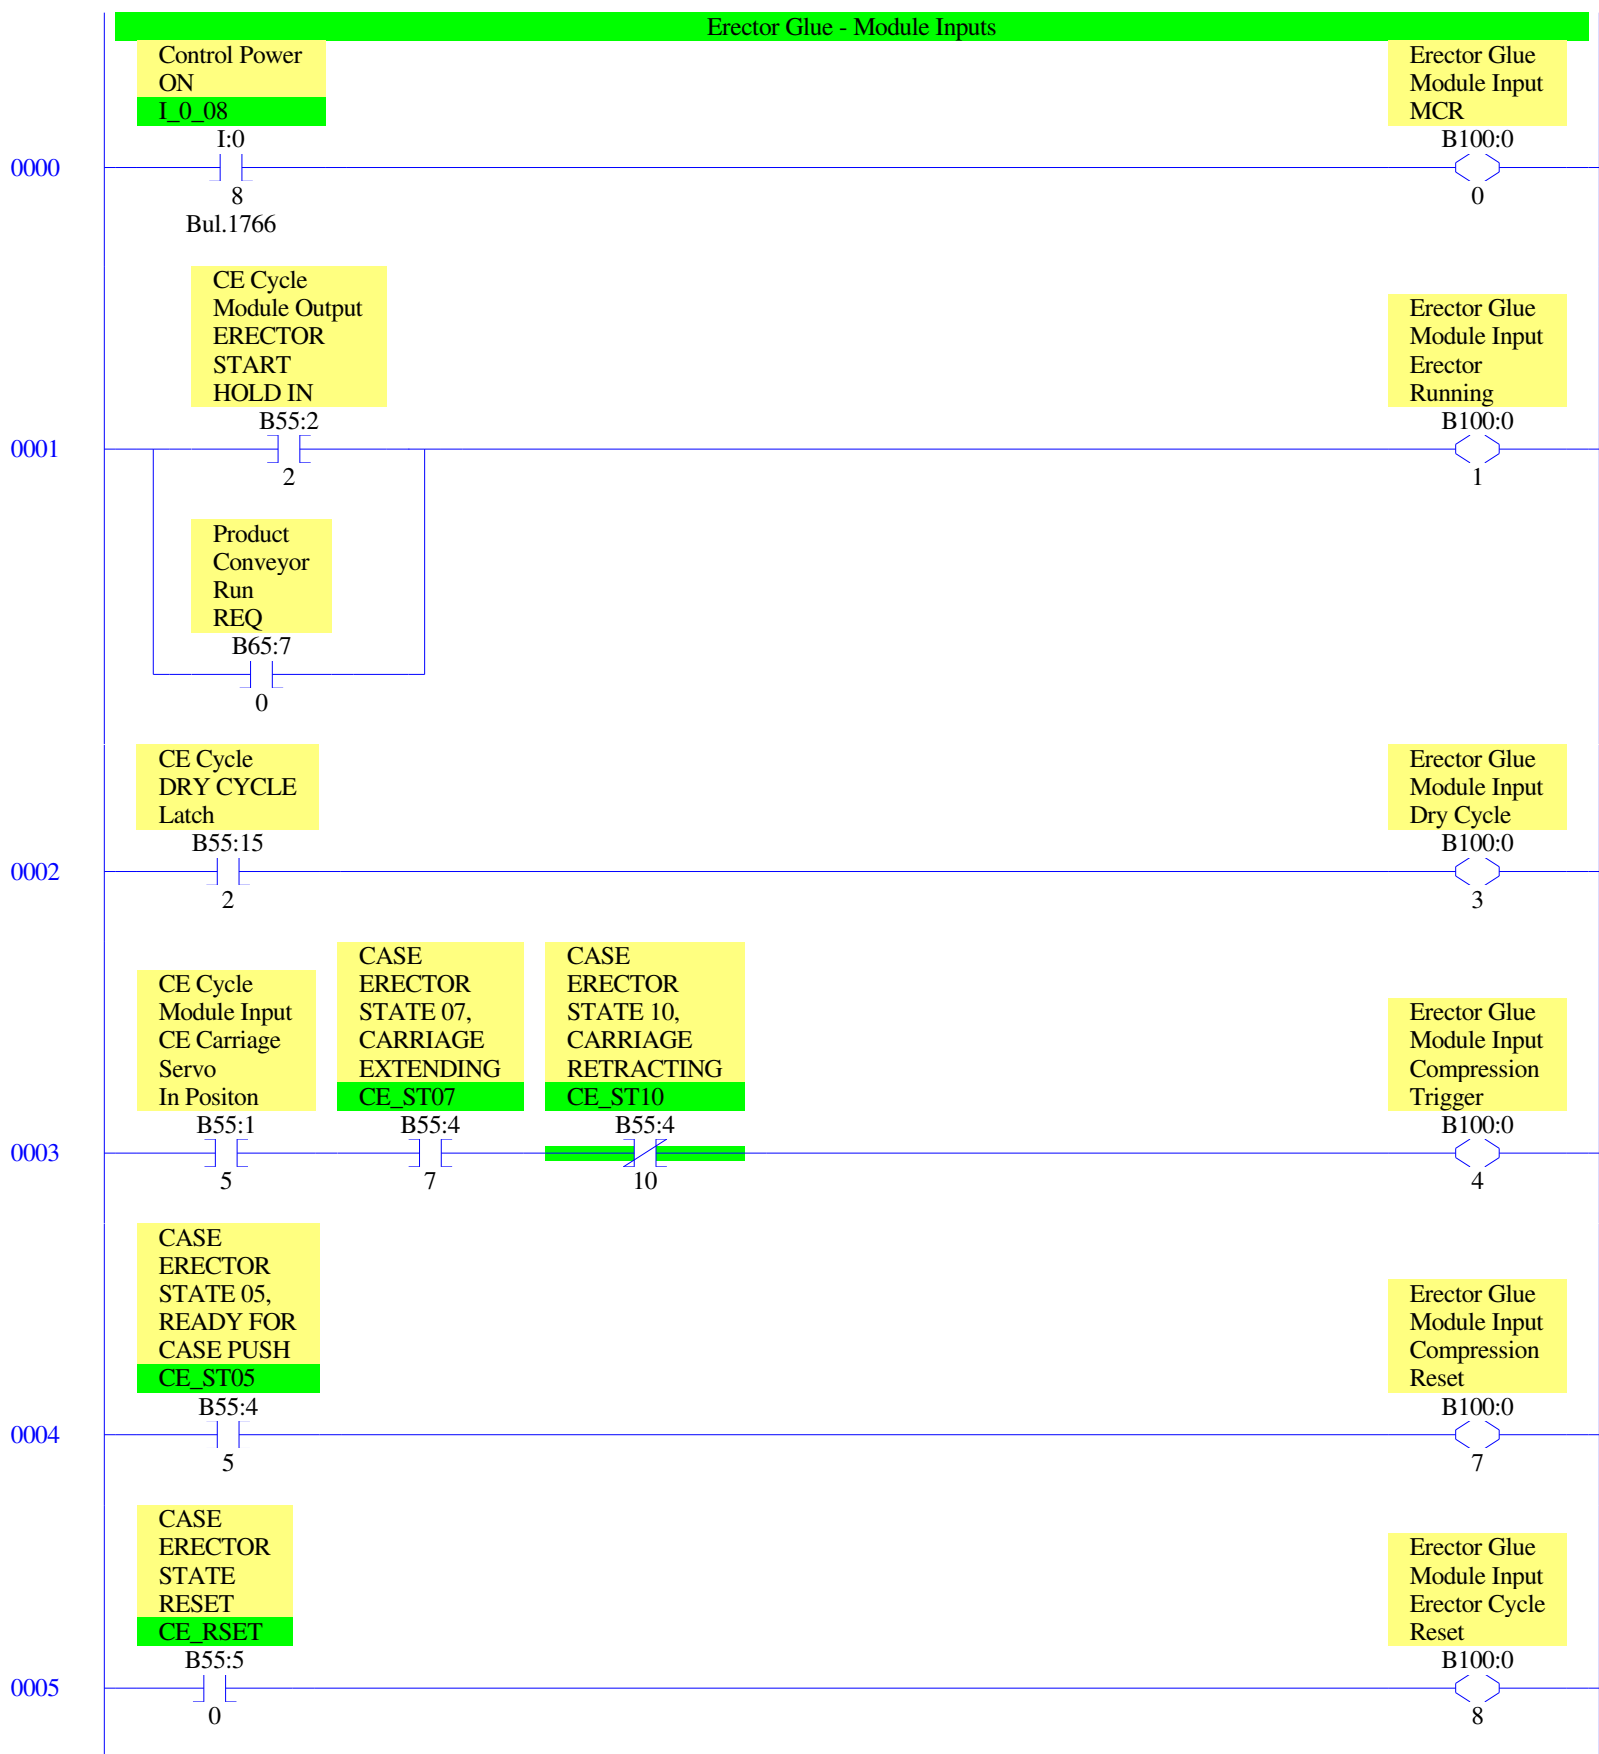 Erector Glue - Module Inputs
Control Power
ON
I_0_08
I:0
8
Bul.1766
Erector Glue
Module Input
MCR
B100:0
0
0000
CE Cycle
Module Output
ERECTOR
START
HOLD IN
B55:2
2
Product
Conveyor
Run
REQ
B65:7
0
Erector Glue
Module Input
Erector
Running
B100:0
1
0001
CE Cycle
DRY CYCLE
Latch
B55:15
2
Erector Glue
Module Input
Dry Cycle
B100:0
3
0002
CE Cycle
Module Input
CE Carriage
Servo
In Positon
B55:1
5
CASE
ERECTOR
STATE 07,
CARRIAGE
EXTENDING
CE_ST07
B55:4
7
CASE
ERECTOR
STATE 10,
CARRIAGE
RETRACTING
CE_ST10
B55:4
10
Erector Glue
Module Input
Compression
Trigger
B100:0
4
0003
CASE
ERECTOR
STATE 05,
READY FOR
CASE PUSH
CE_ST05
B55:4
5
Erector Glue
Module Input
Compression
Reset
B100:0
7
0004
CASE
ERECTOR
STATE
RESET
CE_RSET
B55:5
0
Erector Glue
Module Input
Erector Cycle
Reset
B100:0
8
0005